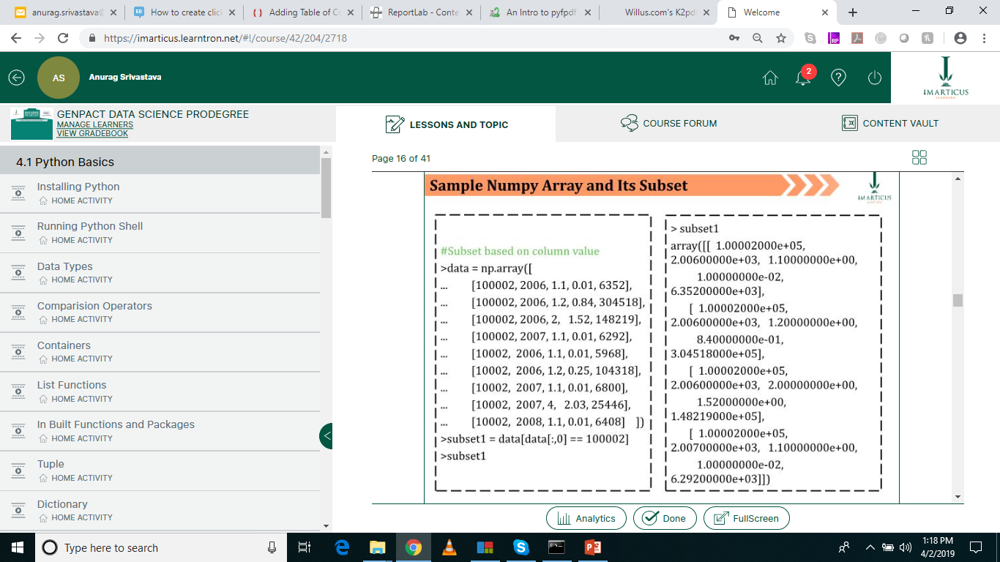 anurag.srivastava@
How to create clic
Adding Table of Co
ReportLab - Conte
An Intro to pyfpdf
Willus.com's K2pd
Welcome
https://imarticus.learntron.net/#!/course/42/204/2718
AS
Anurag Srivastava
2
IMARTICUS
LEARNING
GENPACT DATA SCIENCE PRODEGREE
MANAGE LEARNERS
VIEW GRADEBOOK
LESSONS AND TOPIC
COURSE FORUM
CONTENT VAULT
4.1 Python Basics
Installing Python
HOME ACTIVITY
Running Python Shell
HOME ACTIVITY
Data Types
HOME ACTIVITY
Comparision Operators
HOME ACTIVITY
Containers
HOME ACTIVITY
List Functions
HOME ACTIVITY
In Built Functions and Packages
HOME ACTIVITY
Tuple
HOME ACTIVITY
Dictionary
HOME ACTIVITY
Page 16 of 41
Sample Numpy Array and Its Subset
IMARTICUS
#Subset based on column value
>data = np.array([
... [100002, 2006, 1.1, 0.01, 6352],
... [100002, 2006, 1.2, 0.84, 304518],
... [100002, 2006, 2, 1.52, 148219],
... [100002, 2007, 1.1, 0.01, 6292],
... [10002, 2006, 1.1, 0.01, 5968],
... [10002, 2006, 1.2, 0.25, 104318],
... [10002, 2007, 1.1, 0.01, 6800],
... [10002, 2007, 4, 2.03, 25446],
... [10002, 2008, 1.1, 0.01, 6408] ])
>subset1 = data[data[:,0] == 100002]
>subset1
> subset1
array([[ 1.00002000e+05,
2.00600000e+03, 1.10000000e+00,
1.00000000e-02,
6.35200000e+03],
[ 1.00002000e+05,
2.00600000e+03, 1.20000000e+00,
8.40000000e-01,
3.04518000e+05],
[ 1.00002000e+05,
2.00600000e+03, 2.00000000e+00,
1.52000000e+00,
1.48219000e+05],
[ 1.00002000e+05,
2.00700000e+03, 1.10000000e+00,
1.00000000e-02,
6.29200000e+03]])
Analytics
Done
FullScreen
Type here to search
1:18 PM
4/2/2019